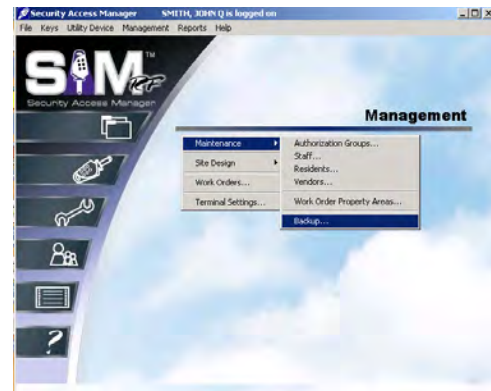 Security Access Manager SMITH, JOHN Q is logged on
File Keys Utility Device Management Reports Help
SAM RF TM
Security Access Manager
Management
Maintenance
Site Design
Work Orders...
Terminal Settings...
Authorization Groups...
Staff...
Residents...
Vendors...
Work Order Property Areas...
Backup...
?